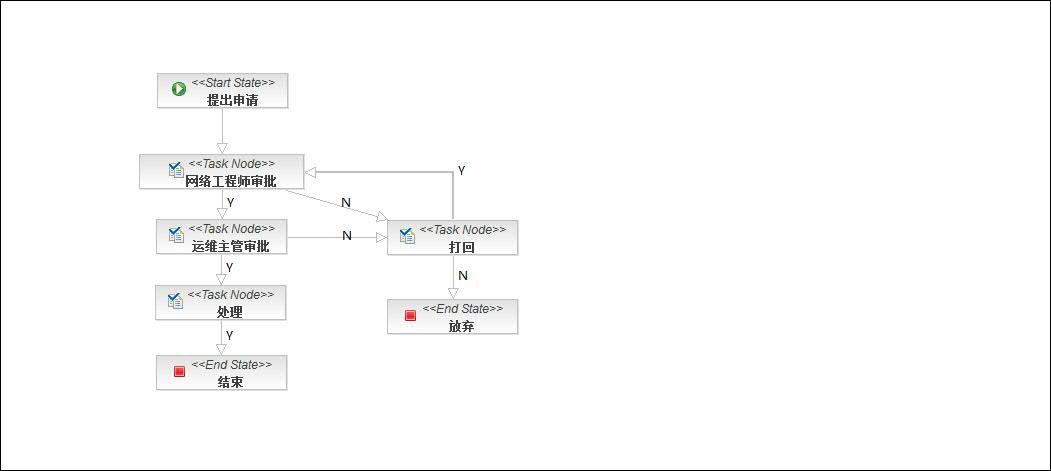 <<Start State>>
提出申请
<<Task Node>>
网络工程师审批
Y
Y
N
<<Task Node>>
运维主管审批
N
<<Task Node>>
打回
Y
N
<<Task Node>>
处理
<<End State>>
放弃
Y
<<End State>>
结束